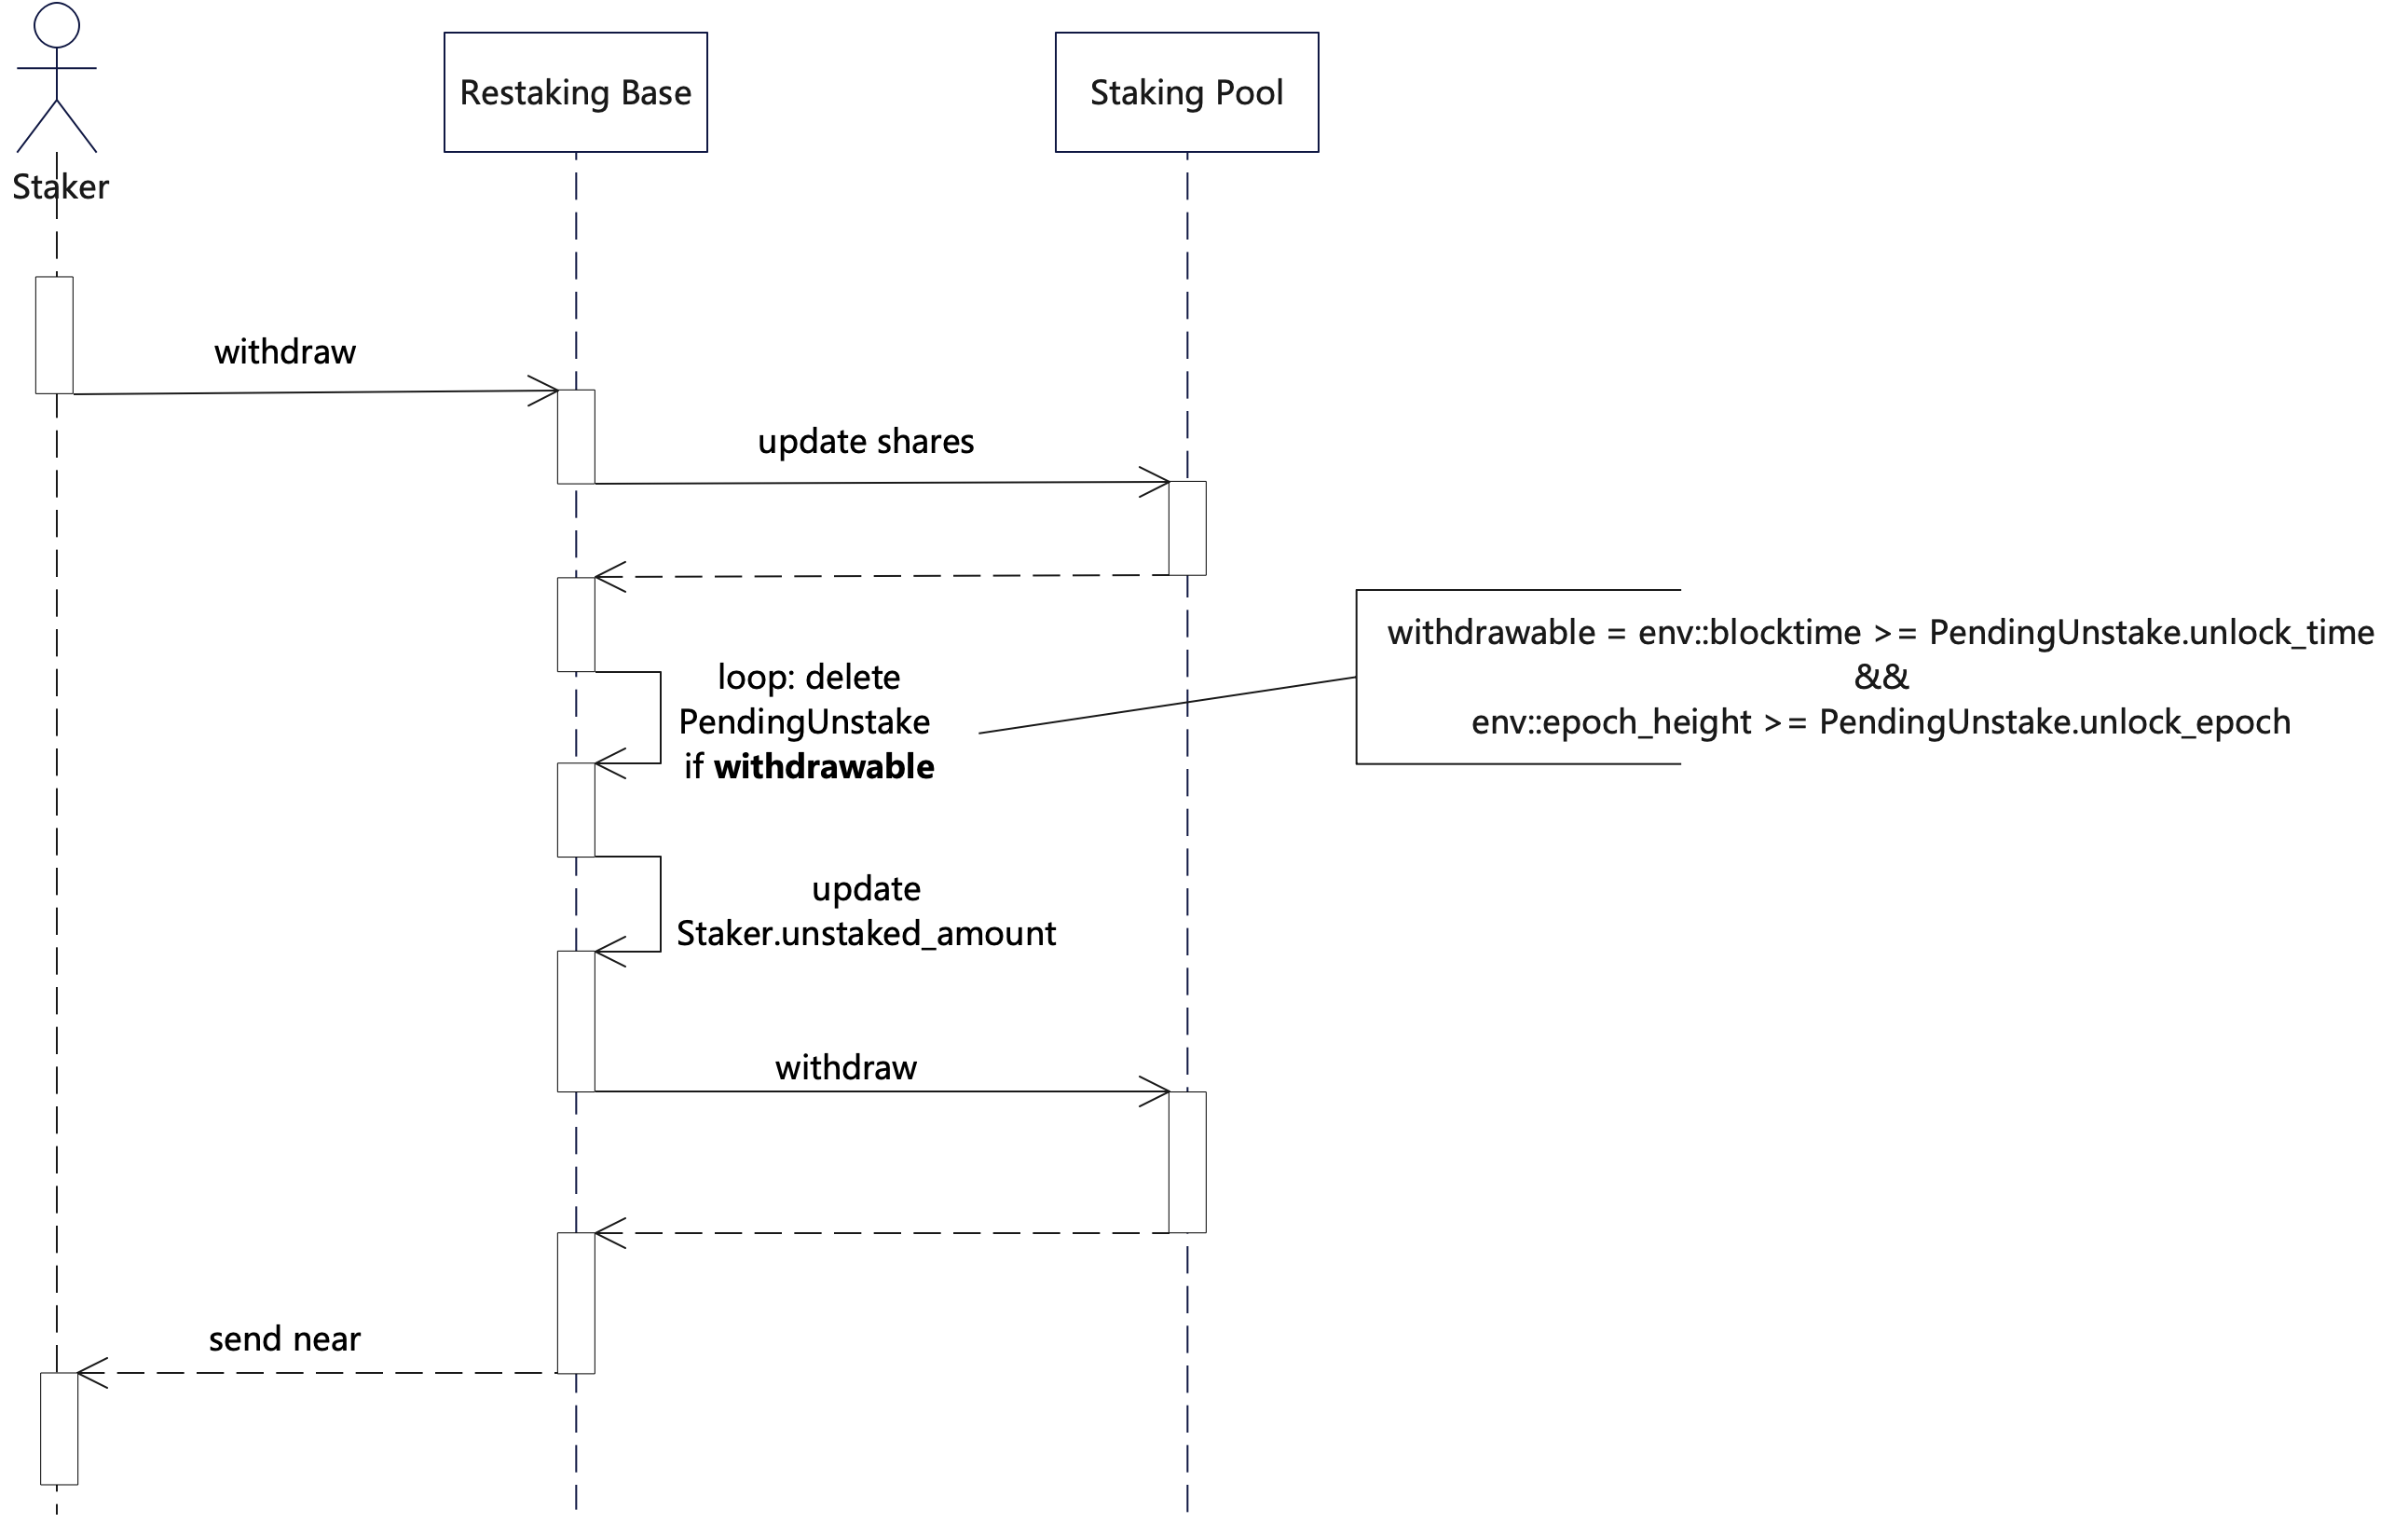 Restaking Base
Staking Pool
Staker
withdraw
update shares
withdrawable = env::blocktime >= PendingUnstake.unlock_time
&&
env::epoch_height >= PendingUnstake.unlock_epoch
loop: delete
PendingUnstake
if withdrawable
update
Staker.unstaked_amount
withdraw
send near